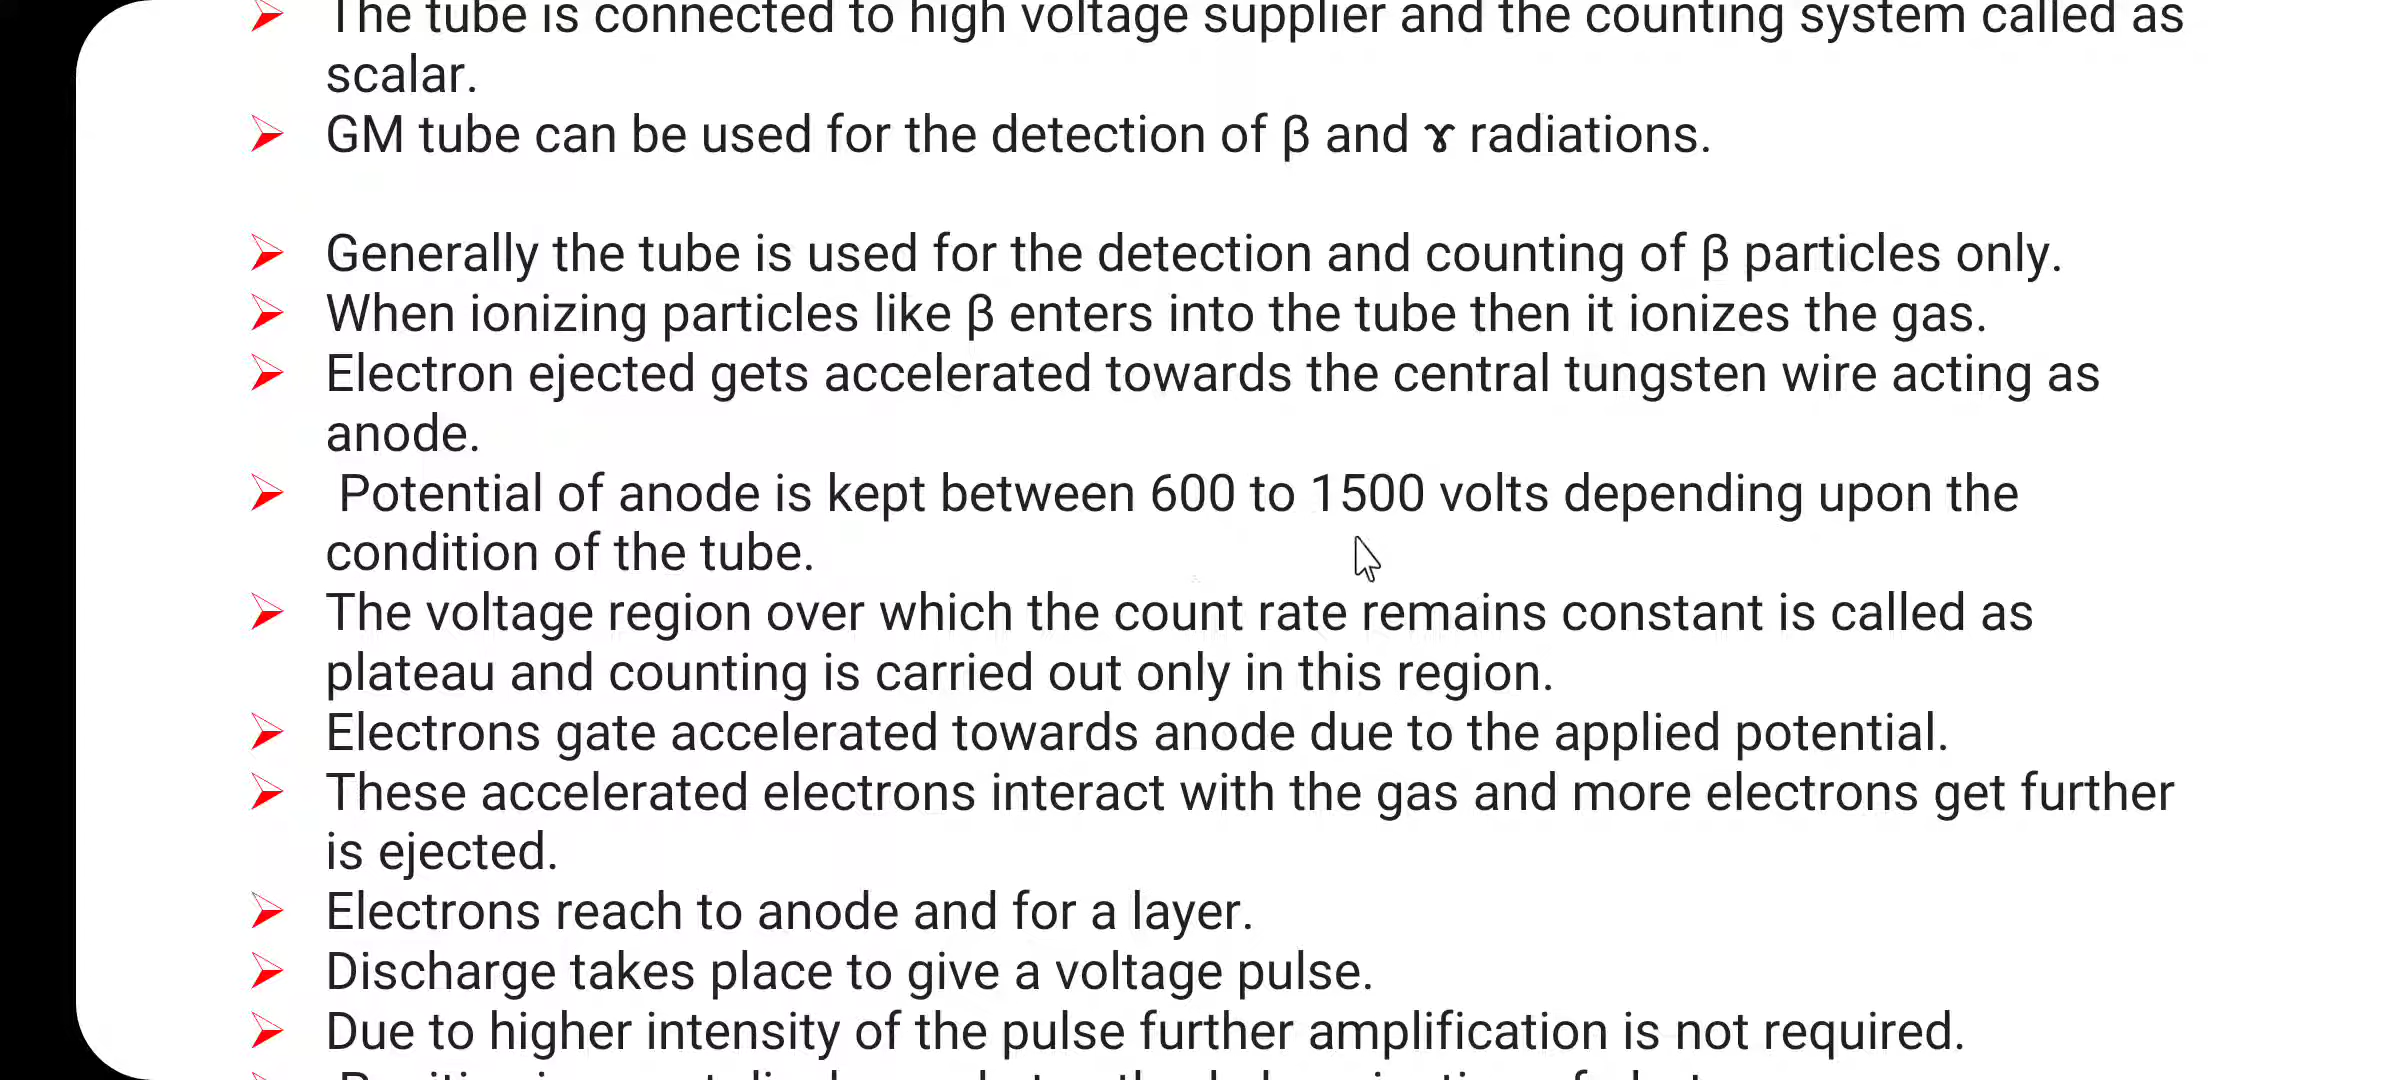 The tube is connected to high voltage supplier and the counting system called as
scalar.
GM tube can be used for the detection of β and ɤ radiations.
Generally the tube is used for the detection and counting of β particles only.
When ionizing particles like β enters into the tube then it ionizes the gas.
Electron ejected gets accelerated towards the central tungsten wire acting as
anode.
Potential of anode is kept between 600 to 1500 volts depending upon the
condition of the tube.
The voltage region over which the count rate remains constant is called as
plateau and counting is carried out only in this region.
Electrons gate accelerated towards anode due to the applied potential.
These accelerated electrons interact with the gas and more electrons get further
is ejected.
Electrons reach to anode and for a layer.
Discharge takes place to give a voltage pulse.
Due to higher intensity of the pulse further amplification is not required.